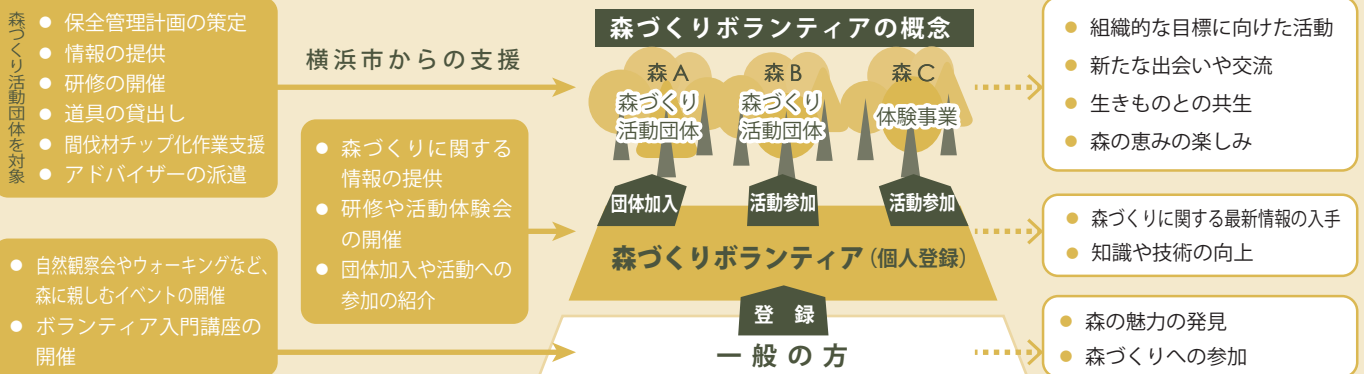 森づくり活動団体を対象
● 保全管理計画の策定
● 情報の提供
● 研修の開催
● 道具の貸出し
● 間伐材チップ化作業支援
● アドバイザーの派遣
● 自然観察会やウォーキングなど、
森に親しむイベントの開催
● ボランティア入門講座の
開催
横浜市からの支援
● 森づくりに関する
情報の提供
● 研修や活動体験会
の開催
● 団体加入や活動への
参加の紹介
森づくりボランティアの概念
森A
森づくり
活動団体
森B
森づくり
活動団体
森C
体験事業
団体加入
活動参加
活動参加
森づくりボランティア(個人登録)
登録
一般の方
● 組織的な目標に向けた活動
● 新たな出会いや交流
● 生きものとの共生
● 森の恵みの楽しみ
● 森づくりに関する最新情報の入手
● 知識や技術の向上
● 森の魅力の発見
● 森づくりへの参加